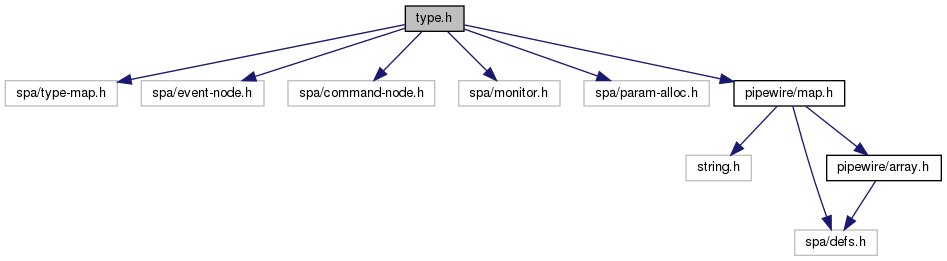 type.h
spa/type-map.h
spa/event-node.h
spa/command-node.h
spa/monitor.h
spa/param-alloc.h
pipewire/map.h
string.h
pipewire/array.h
spa/defs.h